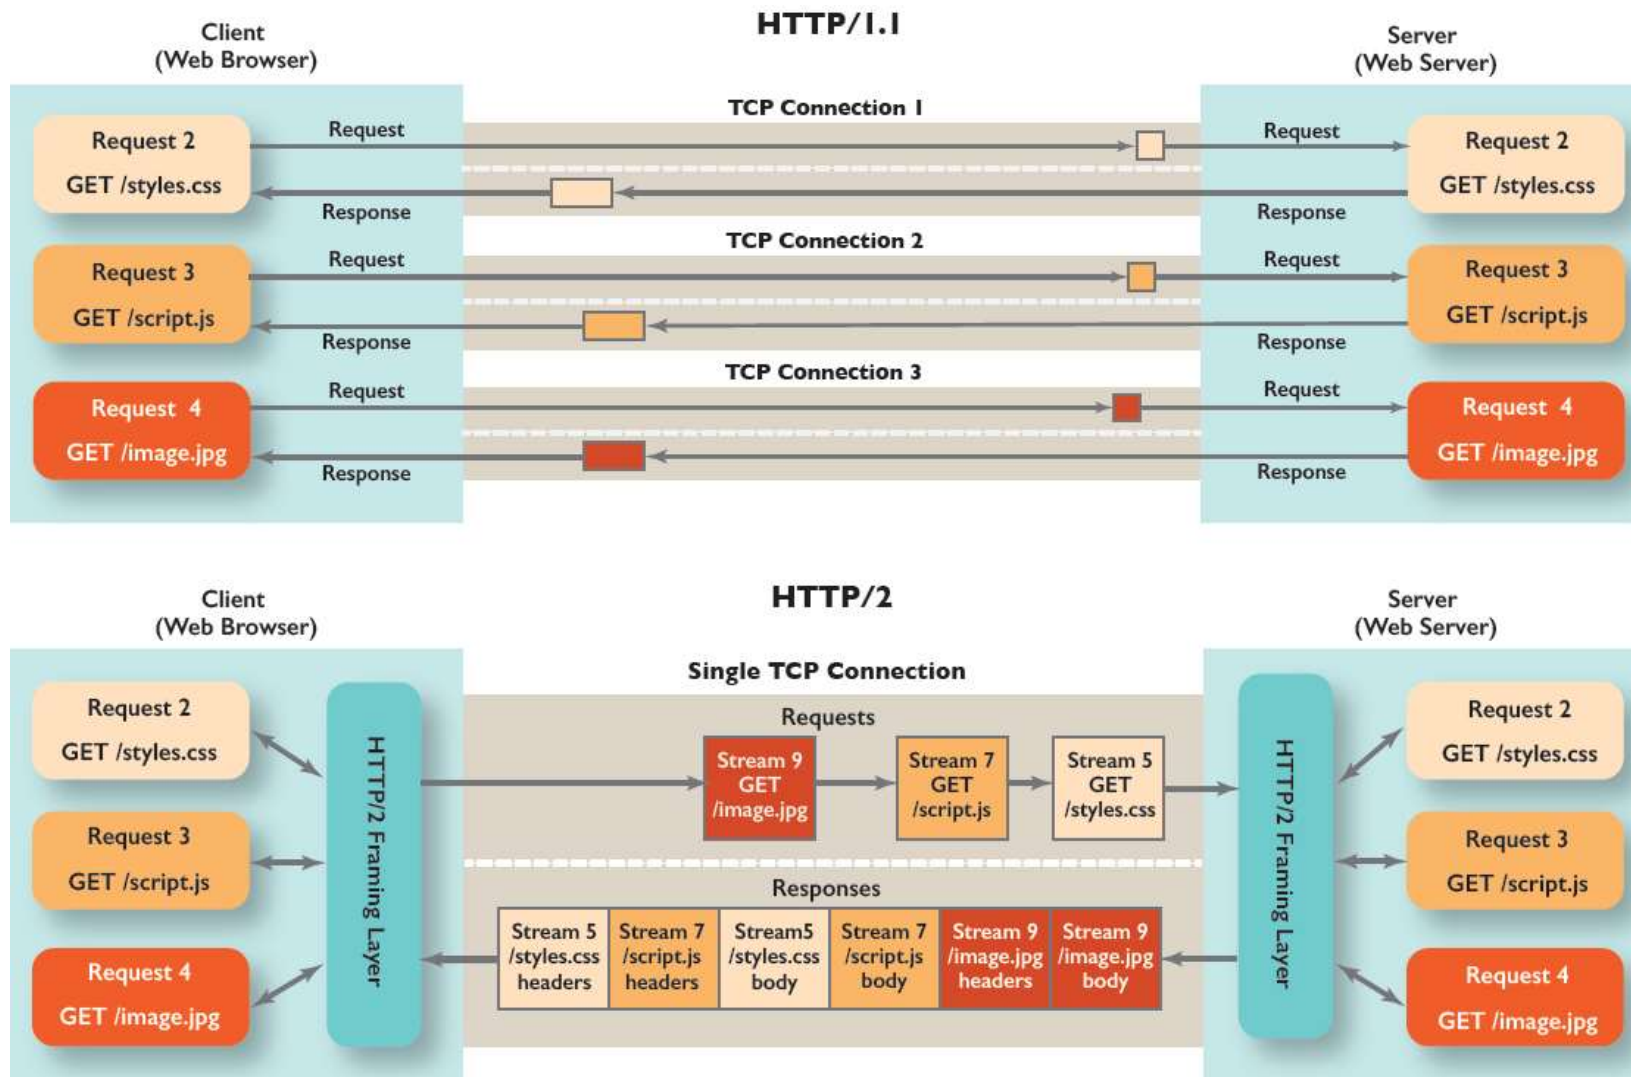 HTTP/1.1
Client
(Web Browser)
Server
(Web Server)
TCP Connection 1
Request 2
GET /styles.css
Request
Response
Request
Response
Request 2
GET /styles.css
TCP Connection 2
Request 3
GET /script.js
Request
Response
Request
Response
Request 3
GET /script.js
TCP Connection 3
Request 4
GET /image.jpg
Request
Response
Request
Response
Request 4
GET /image.jpg
HTTP/2
Client
(Web Browser)
Server
(Web Server)
Single TCP Connection
Request 2
GET /styles.css
Request 3
GET /script.js
Request 4
GET /image.jpg
HTTP/2 Framing Layer
Requests
Stream 9
GET
/image.jpg
Stream 7
GET
/script.js
Stream 5
GET
/styles.css
Responses
Stream 5
/styles.css
headers
Stream 7
/script.js
headers
Stream5
/styles.css
body
Stream 7
/script.js
body
Stream 9
/image.jpg
headers
Stream 9
/image.jpg
body
HTTP/2 Framing Layer
Request 2
GET /styles.css
Request 3
GET /script.js
Request 4
GET /image.jpg